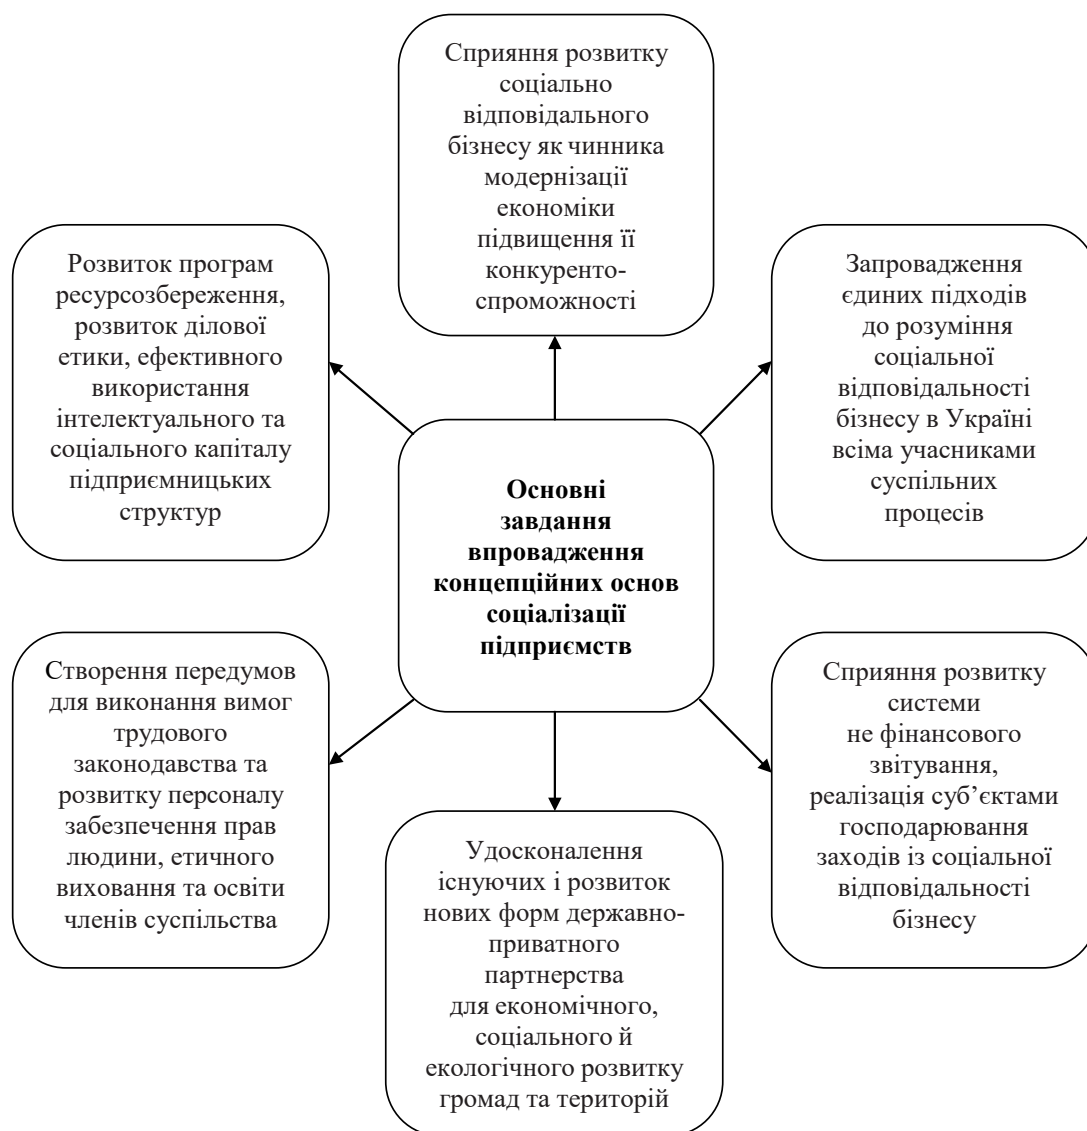 Сприяння розвитку
соціально
відповідального
бізнесу як чинника
модернізації
економіки
підвищення її
конкуренто-
спроможності
Розвиток програм
ресурсозбереження,
розвиток ділової
етики, ефективного
використання
інтелектуального та
соціального капіталу
підприємницьких
структур
Запровадження
єдиних підходів
до розуміння
соціальної
відповідальності
бізнесу в Україні
всіма учасниками
суспільних
процесів
Основні
завдання
впровадження
концепційних основ
соціалізації
підприємств
Створення передумов
для виконання вимог
трудового
законодавства та
розвитку персоналу
забезпечення прав
людини, етичного
виховання та освіти
членів суспільства
Сприяння розвитку
системи
не фінансового
звітування,
реалізація суб’єктами
господарювання
заходів із соціальної
відповідальності
бізнесу
Удосконалення
існуючих і розвиток
нових форм державно-
приватного
партнерства
для економічного,
соціального й
екологічного розвитку
громад та територій